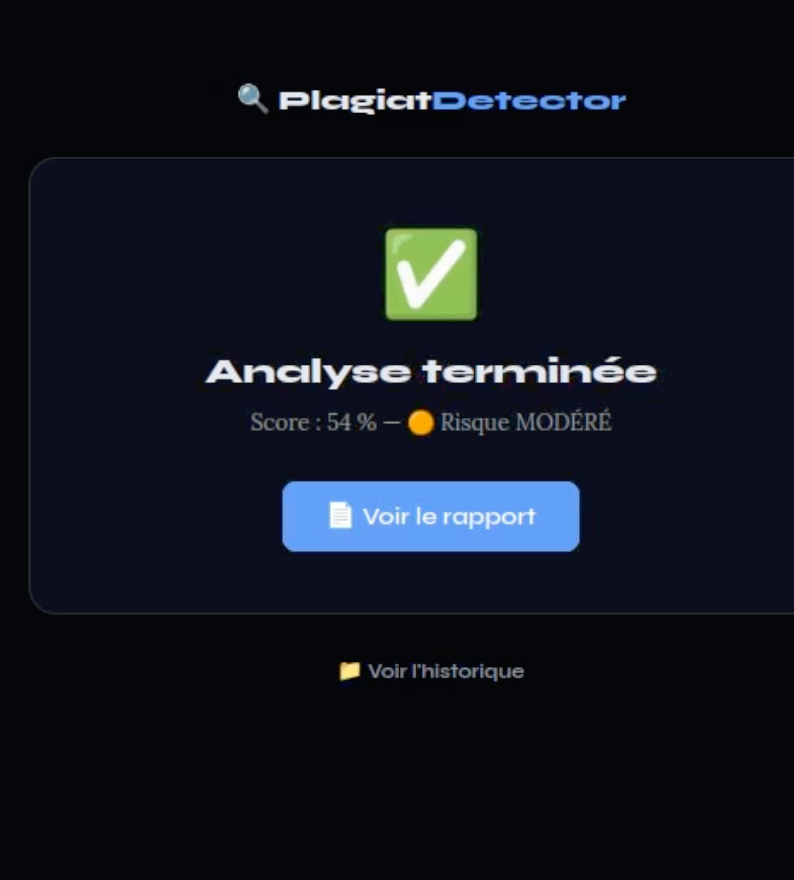 🔍 PlagiatDetector
✅
Analyse terminée
Score : 54 % — 🟠 Risque MODÉRÉ
📄 Voir le rapport
📁 Voir l'historique